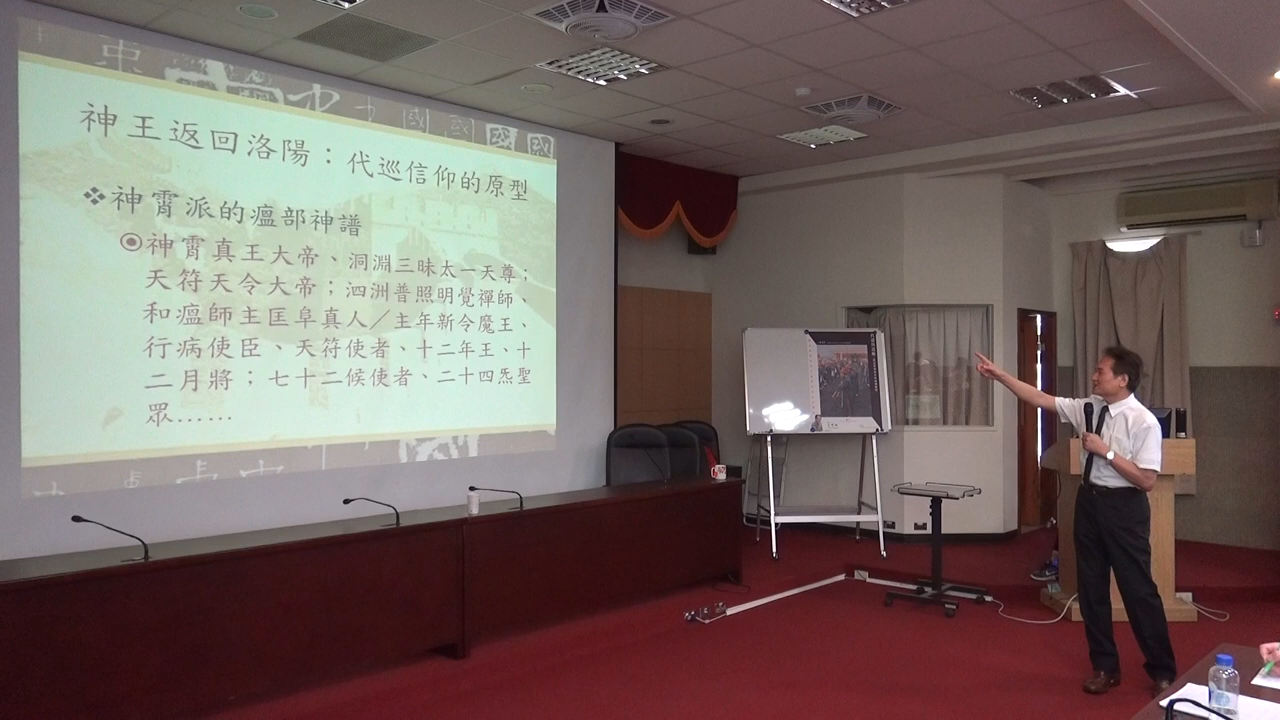 神王返回洛陽：代巡信仰的原型
❖神霄派的瘟部神譜
◉神霄真王大帝、洞淵三昧太一天尊；
天符天令大帝；泗洲普照明覺禪師、
和瘟師主匡阜真人／主年新令魔王、
行病使臣、天符使者、十二年王、十
二月將；七十二候使者、二十四炁聖
眾……